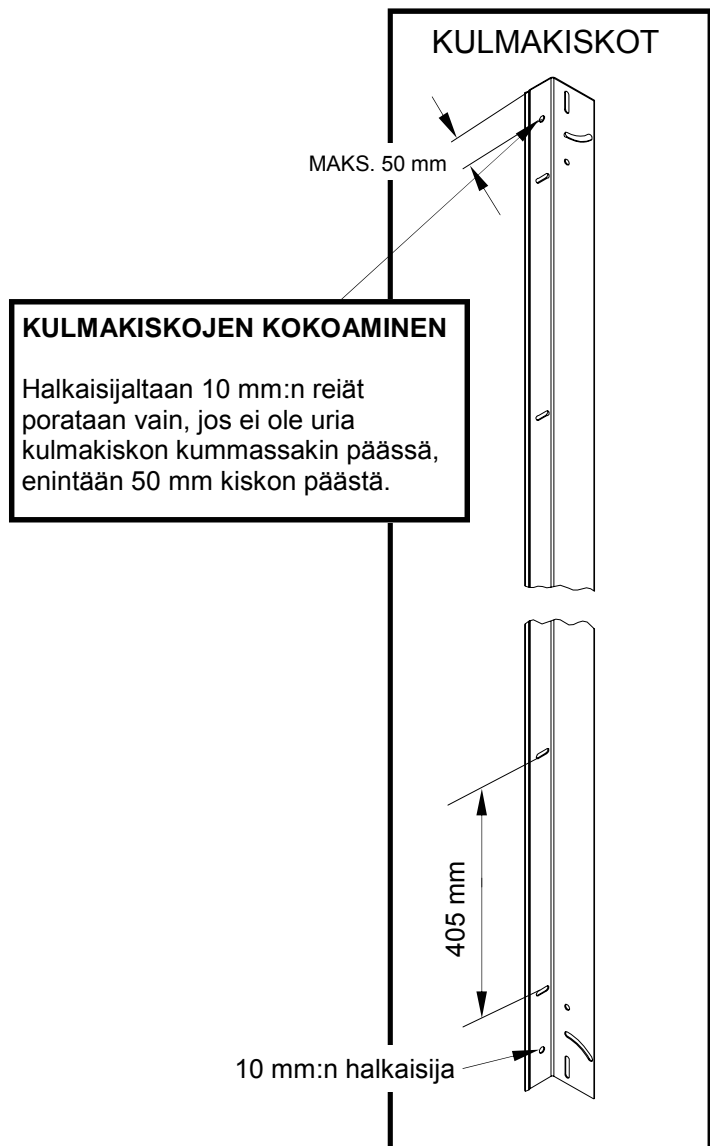 KULMAKISKOT
MAKS. 50 mm
KULMAKISKOJEN KOKOAMINEN
Halkaisijaltaan 10 mm:n reiät
porataan vain, jos ei ole uria
kulmakiskon kummassakin päässä,
enintään 50 mm kiskon päästä.
405 mm
10 mm:n halkaisija